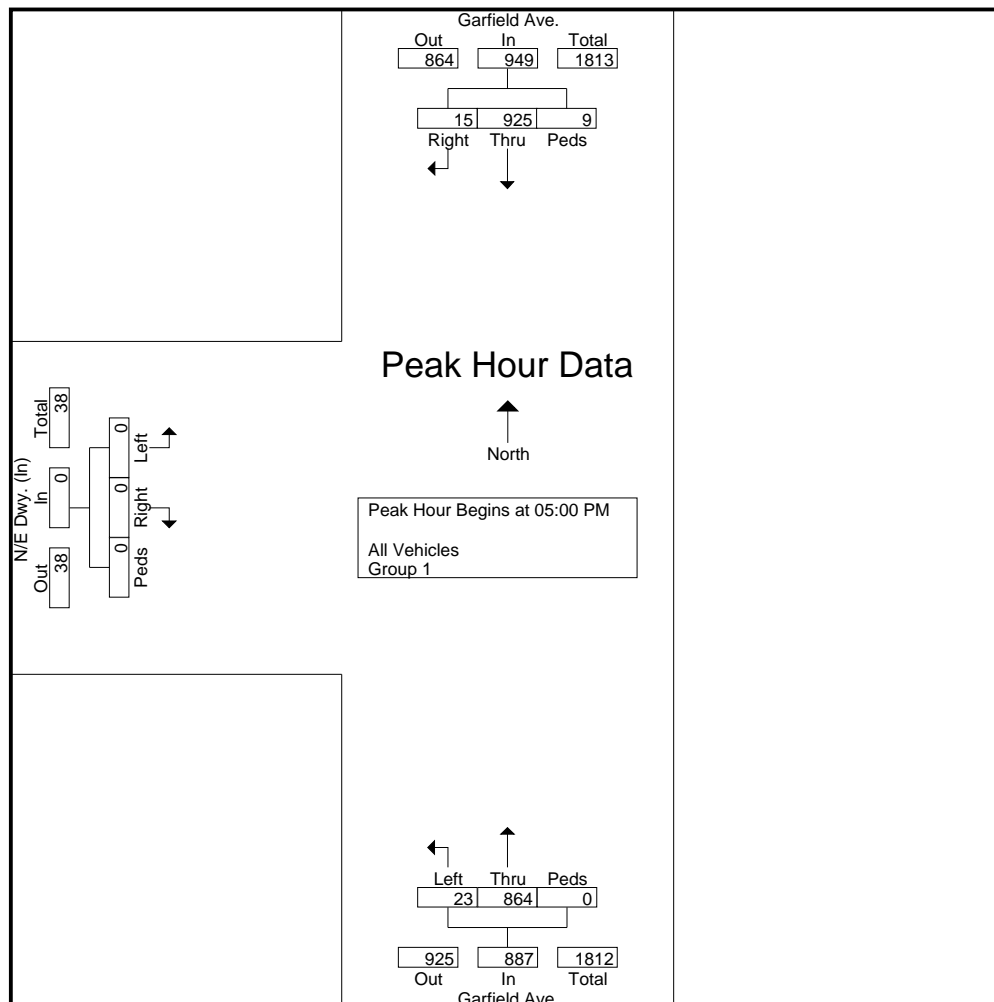 Garfield Ave.
Out In Total
864 949 1813
15 925 9
Right Thru Peds
Peak Hour Data
North
Peak Hour Begins at 05:00 PM
All Vehicles
Group 1
N/E Dwy. (In)
Out In Total
38 0 38
0 0 0
Peds Right Left
Left Thru Peds
23 864 0
925 887 1812
Out In Total
Garfield Ave.